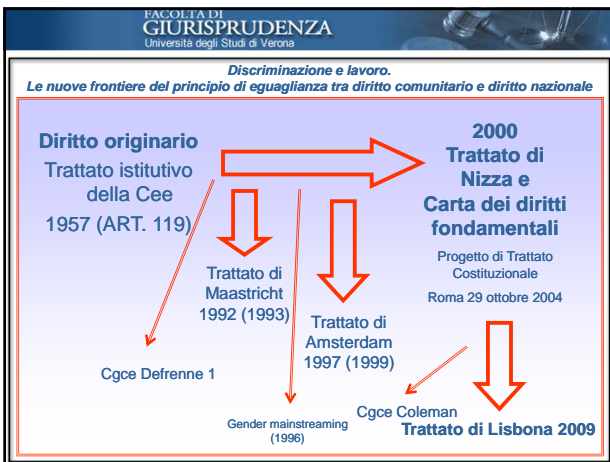 FACOLTA DI
GIURISPRUDENZA
Università degli Studi di Verona
Discriminazione e lavoro.
Le nuove frontiere del principio di eguaglianza tra diritto comunitario e diritto nazionale
Diritto originario
Trattato istitutivo
della Cee
1957 (ART. 119)
2000
Trattato di
Nizza e
Carta dei diritti
fondamentali
Progetto di Trattato
Costituzionale
Roma 29 ottobre 2004
Trattato di
Maastricht
1992 (1993)
Trattato di
Amsterdam
1997 (1999)
Cgce Defrenne 1
Gender mainstreaming
(1996)
Cgce Coleman
Trattato di Lisbona 2009